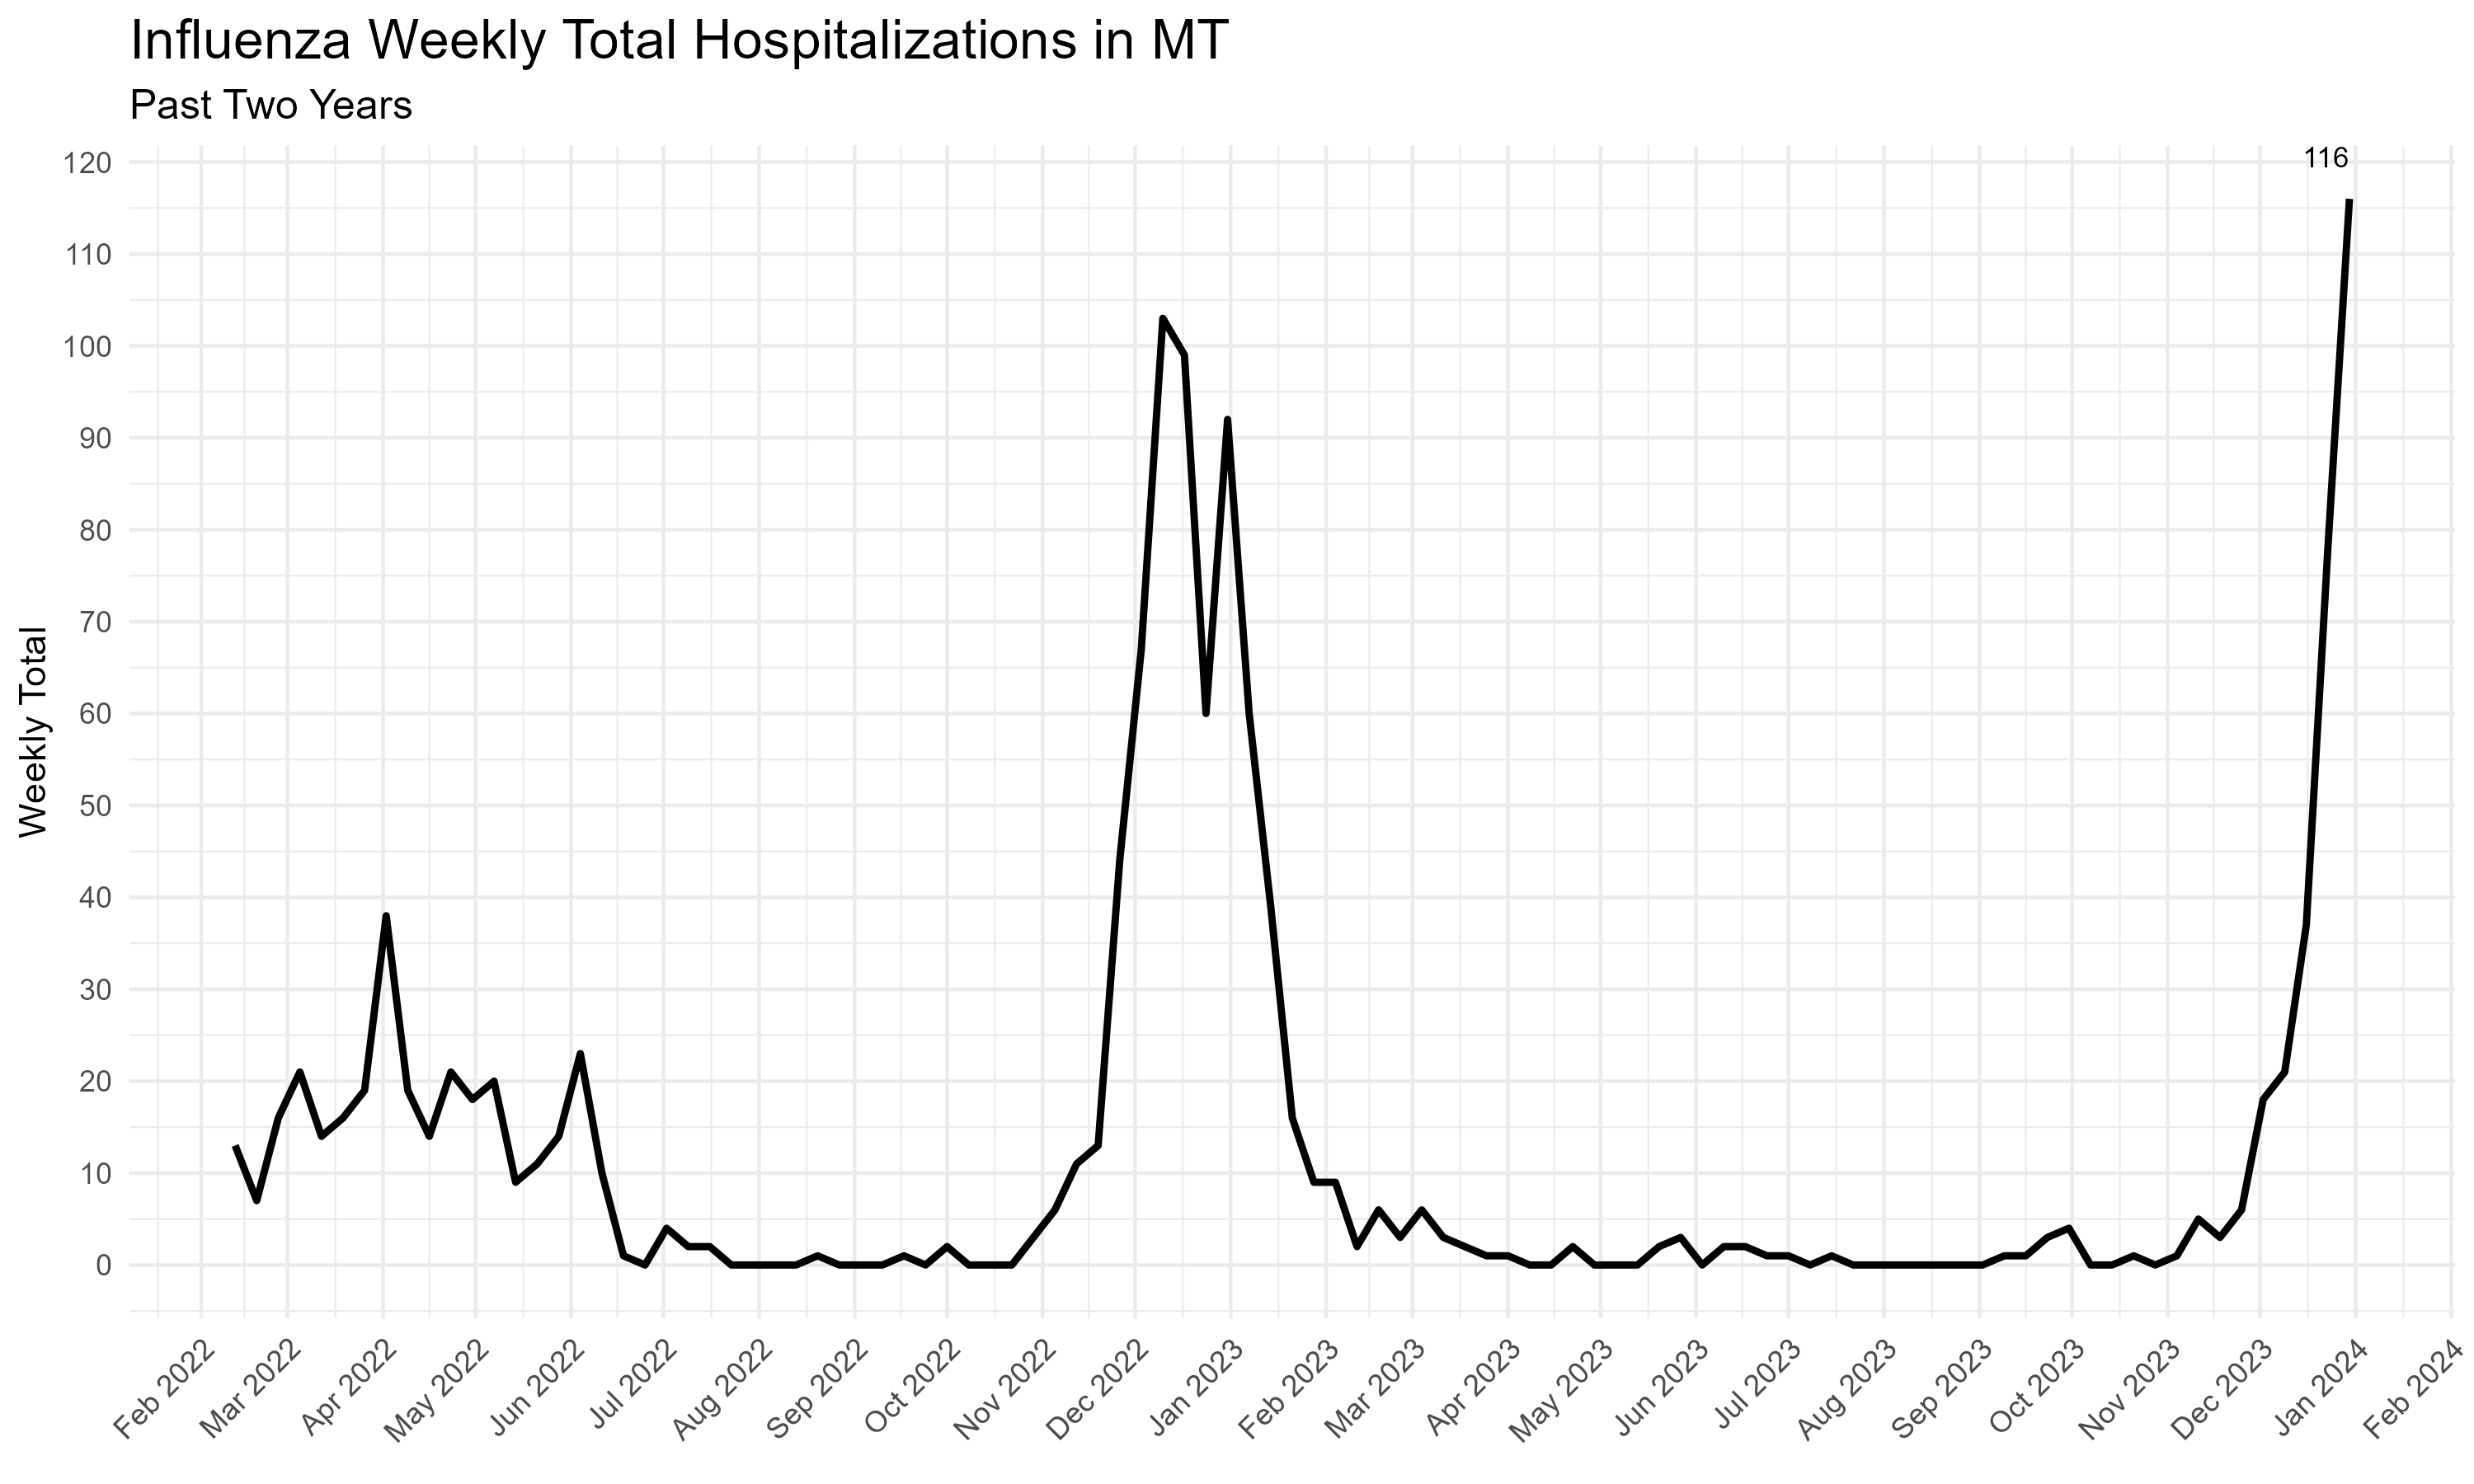 Influenza Weekly Total Hospitalizations in MT
Past Two Years
116
120
110
100
90
80
70
60
50
40
30
20
10
0
Weekly Total
Feb 2022
Mar 2022
Apr 2022
May 2022
Jun 2022
Jul 2022
Aug 2022
Sep 2022
Oct 2022
Nov 2022
Dec 2022
Jan 2023
Feb 2023
Mar 2023
Apr 2023
May 2023
Jun 2023
Jul 2023
Aug 2023
Sep 2023
Oct 2023
Nov 2023
Dec 2023
Jan 2024
Feb 2024